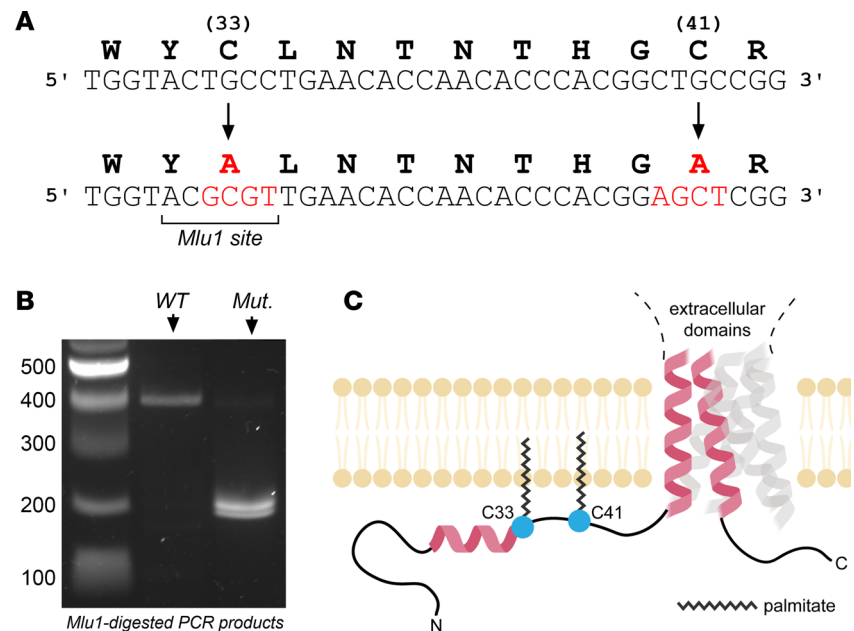 A
(33) (41)
W Y C L N T N T H G C R
5' TGGTACTGCCTGAACACCAACACCCACGGCTGCCGG 3'
W Y A L N T N T H G A R
5' TGGTACGCGTTGAACACCAACACCCACGGAGCTCGG 3'
Mlu1 site
B
WT Mut.
500
400
300
200
100
Mlu1-digested PCR products
C
extracellular
domains
C33 C41
N
C
palmitate